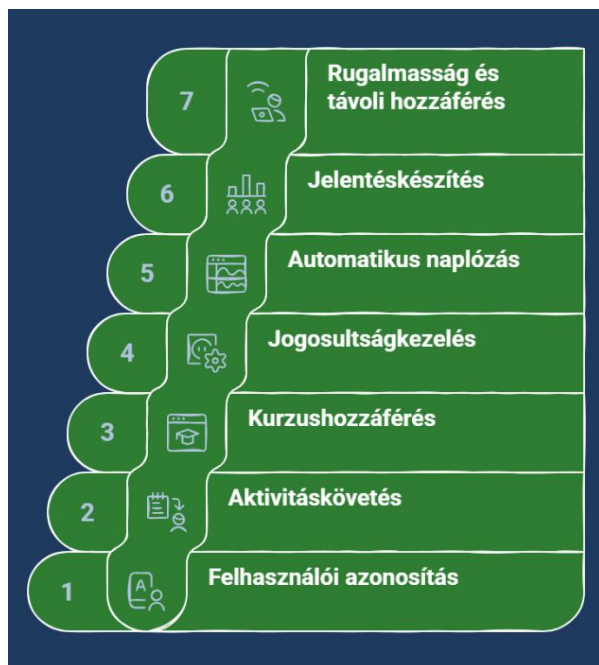 7
Rugalmasság és
távoli hozzáférés
6
Jelentéskészítés
5
Automatikus naplózás
4
Jogosultságkezelés
3
Kurzushozzáférés
2
Aktivitáskövetés
1
A
Felhasználói azonosítás